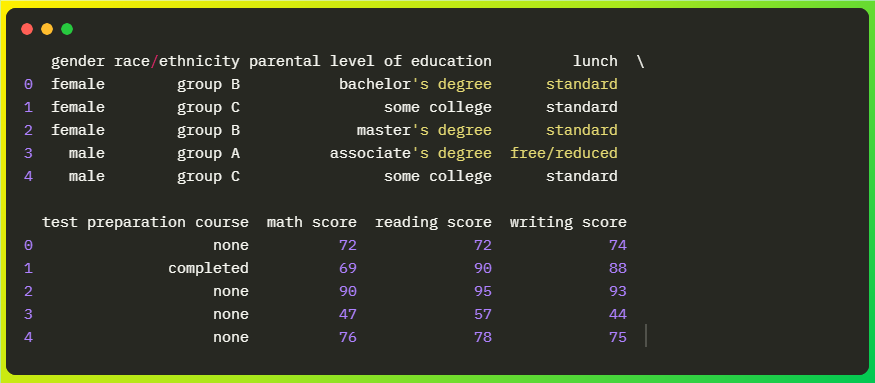 gender race/ethnicity parental level of education         lunch  \
0  female        group B           bachelor's degree      standard
1  female        group C                some college      standard
2  female        group B             master's degree      standard
3    male        group A          associate's degree  free/reduced
4    male        group C                some college      standard
  test preparation course  math score  reading score  writing score
0                    none          72             72             74
1               completed          69             90             88
2                    none          90             95             93
3                    none          47             57             44
4                    none          76             78             75